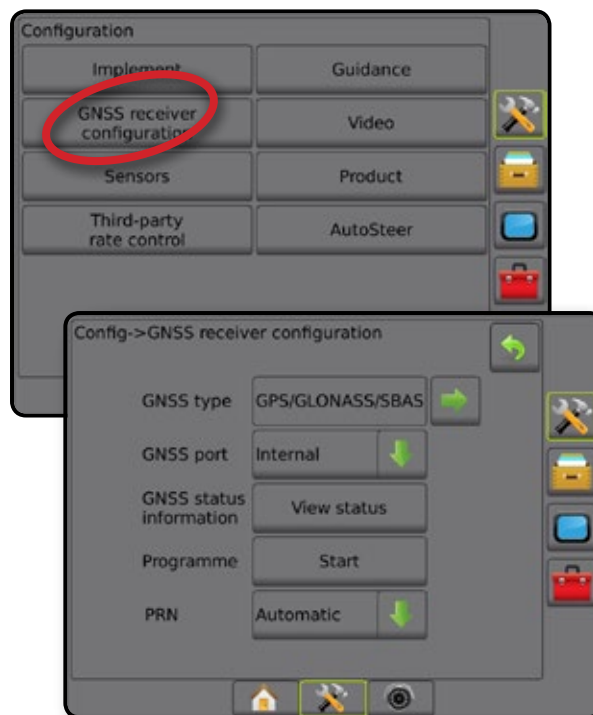 Configuration
Implement
Guidance
GNSS receiver
configuration
Video
Sensors
Product
Third-party
rate control
AutoSteer
Config->GNSS receiver configuration
GNSS type
GPS/GLONASS/SBAS
GNSS port
Internal
GNSS status
information
View status
Programme
Start
PRN
Automatic